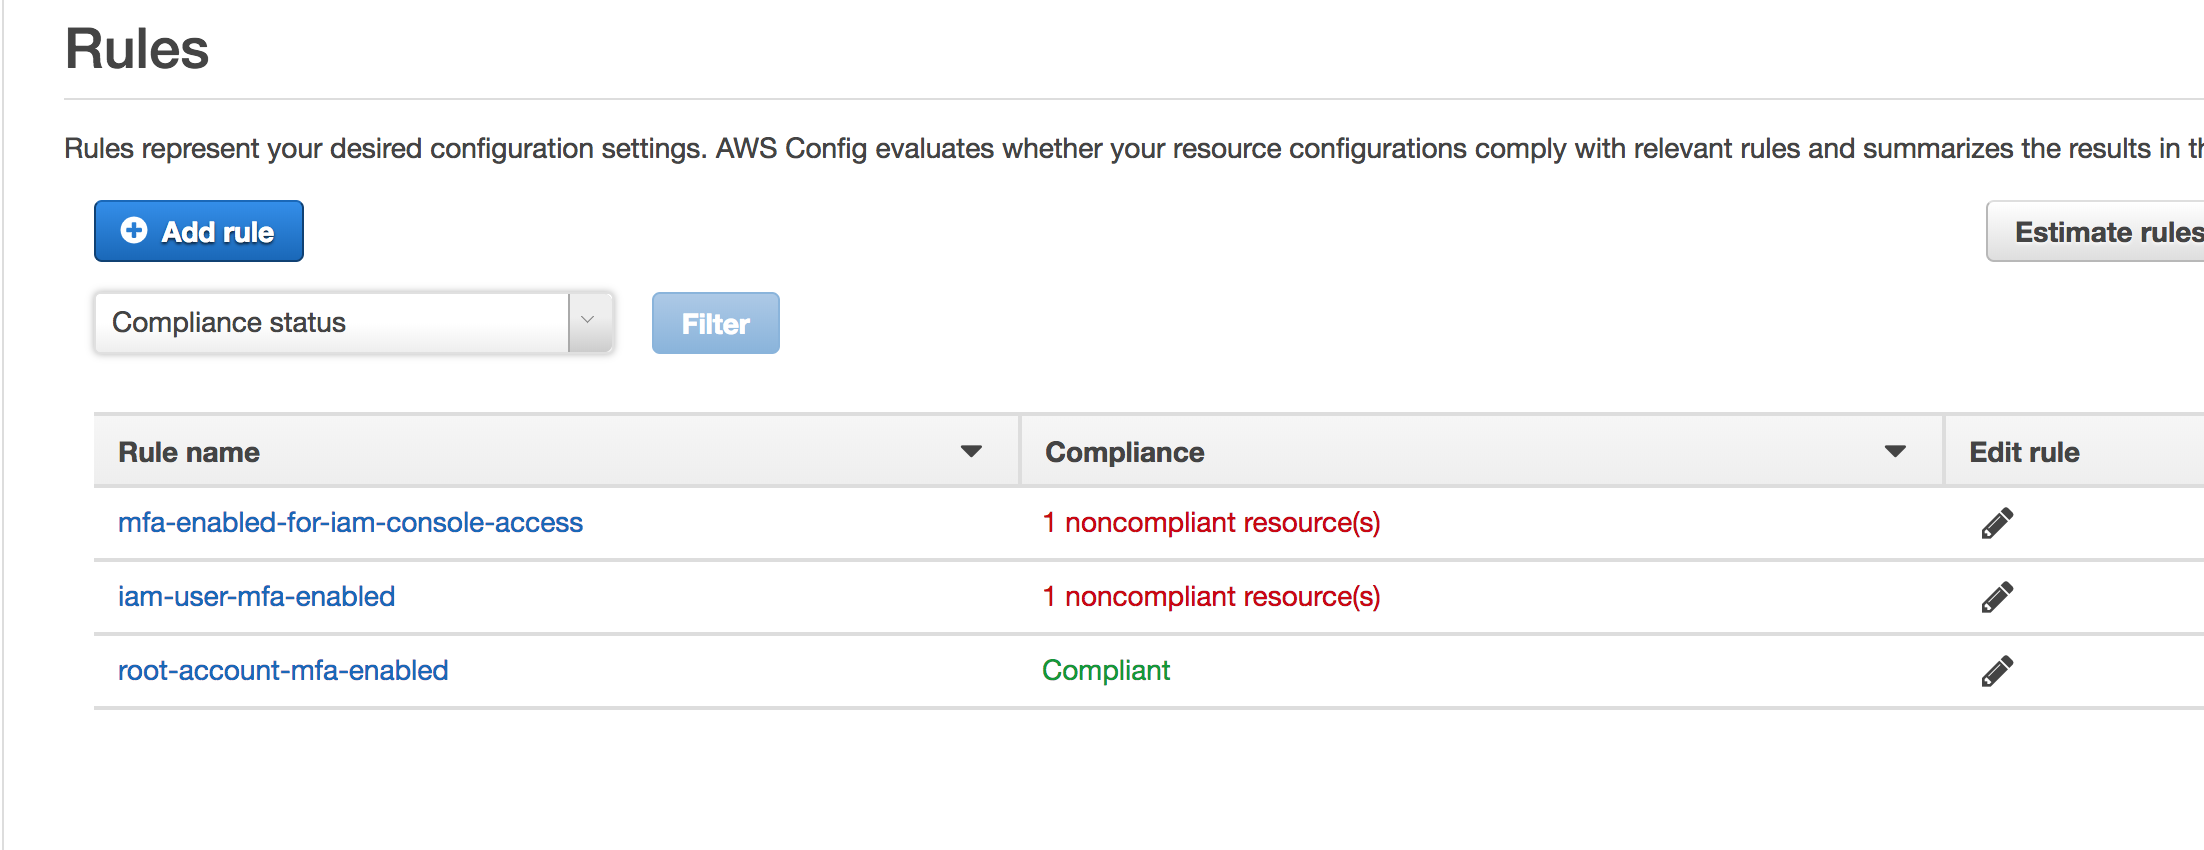 Rules
Rules represent your desired configuration settings. AWS Config evaluates whether your resource configurations comply with relevant rules and summarizes the results in th
Add rule
Estimate rules
Compliance status
Filter
Rule name Compliance Edit rule
mfa-enabled-for-iam-console-access 1 noncompliant resource(s)
iam-user-mfa-enabled 1 noncompliant resource(s)
root-account-mfa-enabled Compliant